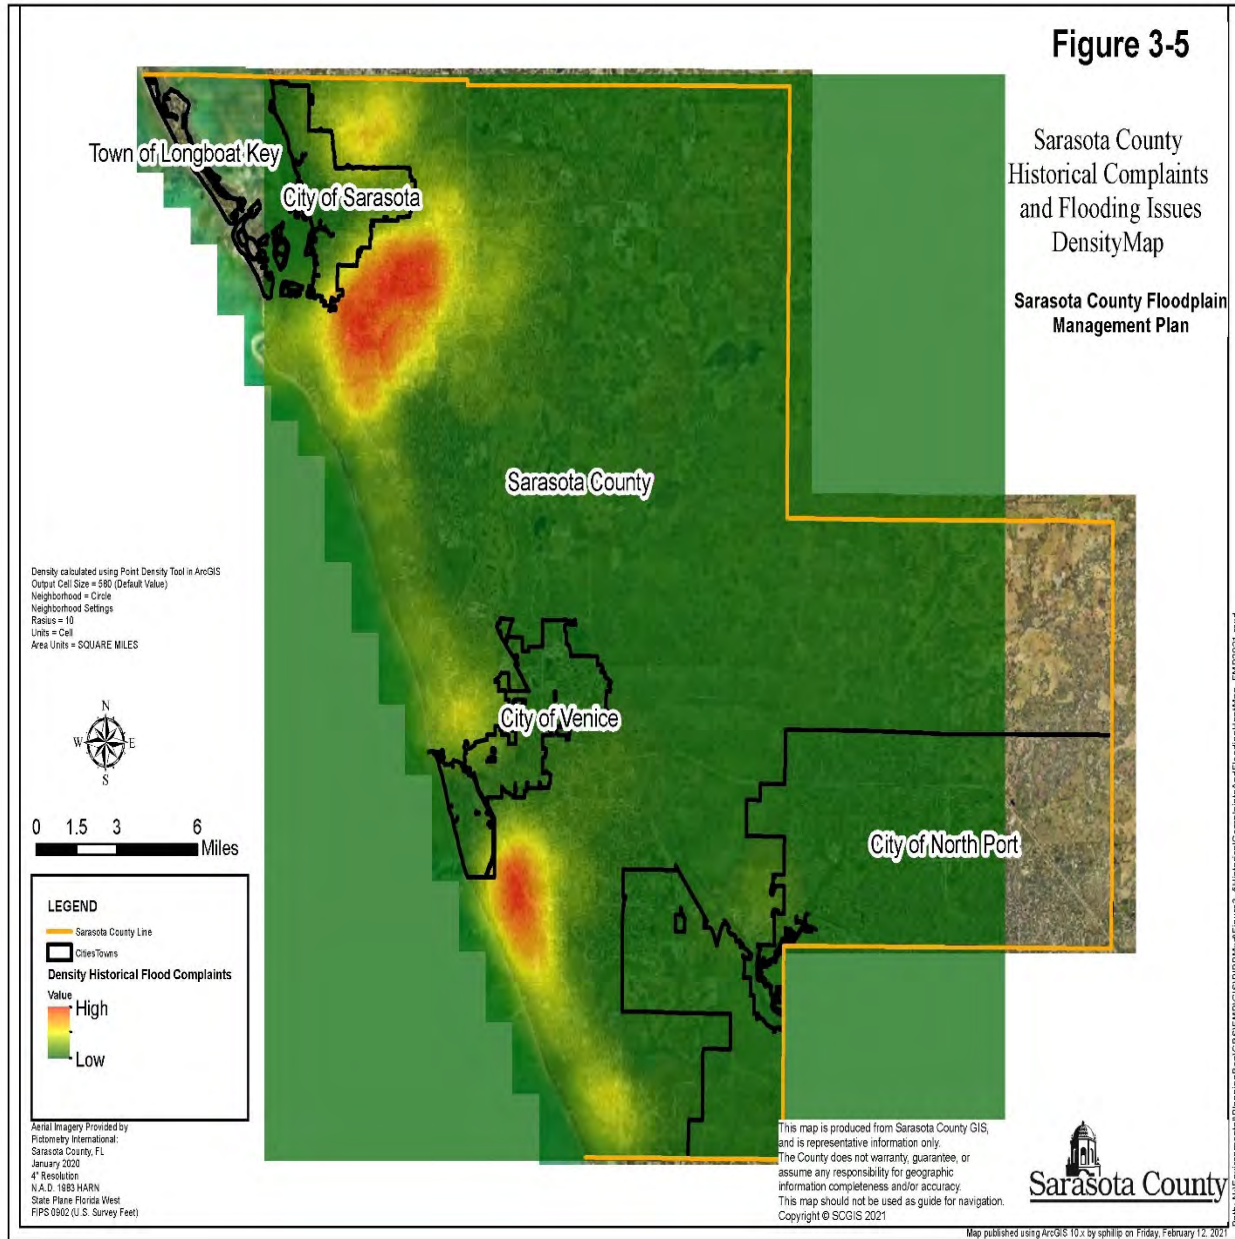 Figure 3-5
Sarasota County
Historical Complaints
and Flooding Issues
DensityMap
Sarasota County Floodplain
Management Plan
Town of Longboat Key
City of Sarasota
Sarasota County
City of Venice
City of North Port
Density calculated using Point Density Tool in ArcGIS
Output Cell Size = 580 (Default Value)
Neighborhood = Circle
Neighborhood Settings
Rasius = 10
Units = Cell
Area Units = SQUARE MILES
N
W E
S
0 1.5 3 6
Miles
LEGEND
Sarasota County Line
CitiesTowns
Density Historical Flood Complaints
Value
High
Low
Aerial Imagery Provided by
Pictometry International:
Sarasota County, FL
January 2020
4" Resolution
N.A.D. 1983 HARN
State Plane Florida West
FIPS 0902 (U.S. Survey Feet)
This map is produced from Sarasota County GIS,
and is representative information only.
The County does not warranty, guarantee, or
assume any responsibility for geographic
information completeness and/or accuracy.
This map should not be used as guide for navigation.
Copyright © SCGIS 2021
Sarasota County
Map published using ArcGIS 10.x by sphillip on Friday, February 12, 2021